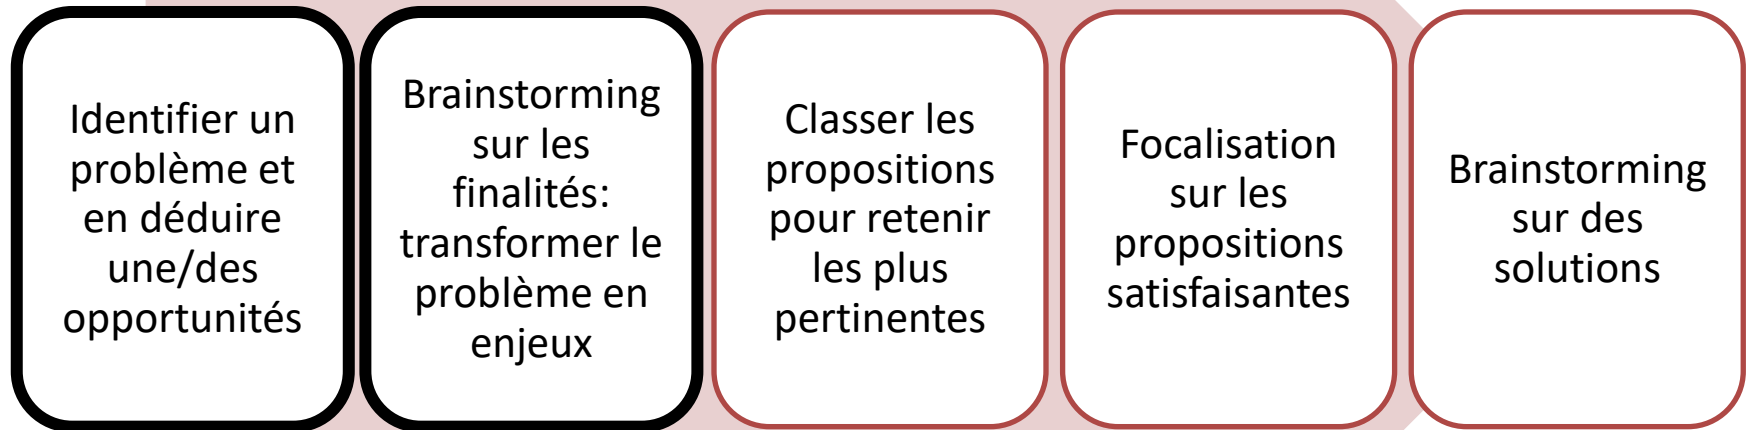 Identifier un
problème et
en déduire
une/des
opportunités
Brainstorming
sur les
finalités:
transformer le
problème en
enjeux
Classer les
propositions
pour retenir
les plus
pertinentes
Focalisation
sur les
propositions
satisfaisantes
Brainstorming
sur des
solutions